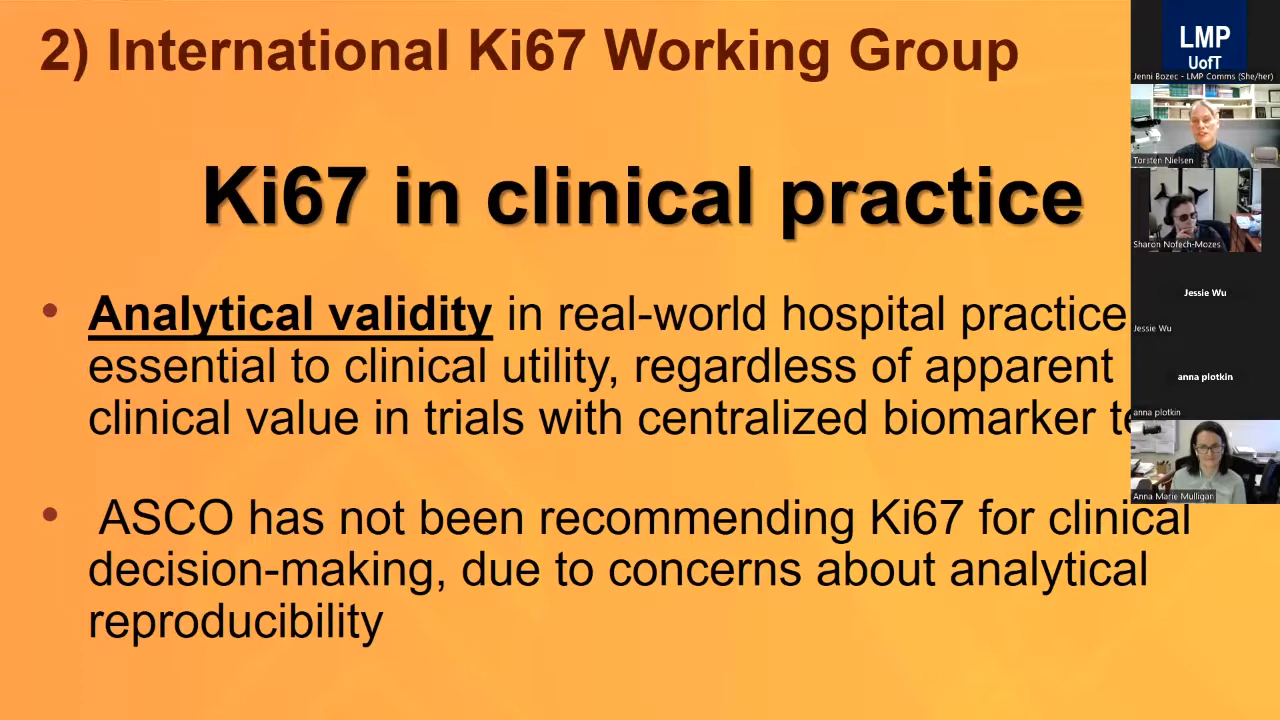 2) International Ki67 Working Group
Ki67 in clinical practice
• Analytical validity in real-world hospital practice
essential to clinical utility, regardless of apparent
clinical value in trials with centralized biomarker
• ASCO has not been recommending Ki67 for clinical
decision-making, due to concerns about analytical
reproducibility
LMP
UofT
Jenni Bozec - LMP Comms (She/her)
Torsten Nielsen
Sharon Nofech-Mozes
Jessie Wu
Jessie Wu
anna plotkin
anna plotkin
Anna Marie Mulligan